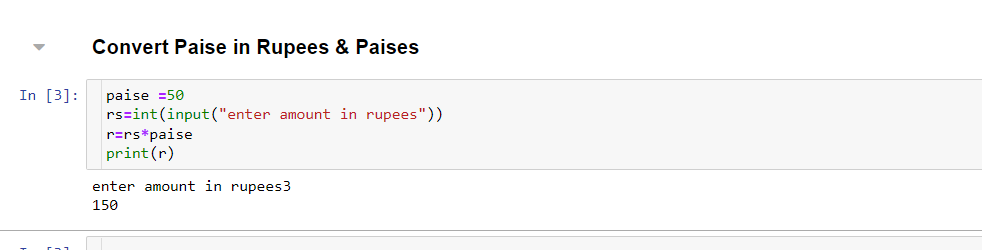 Convert Paise in Rupees & Paises
In [3]:
paise =50
rs=int(input("enter amount in rupees"))
r=rs*paise
print(r)
enter amount in rupees3
150